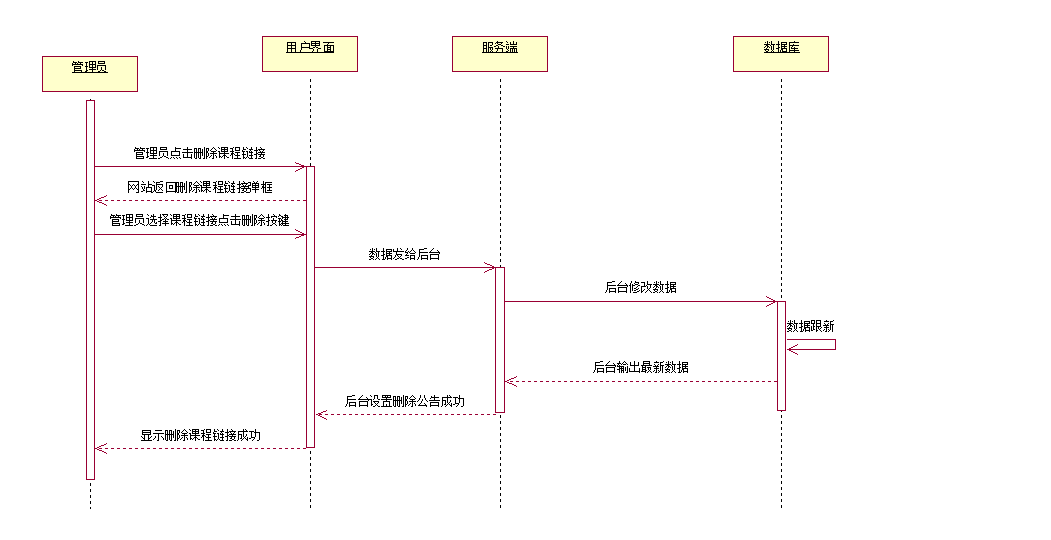 用户界面
服务端
数据库
管理员
管理员点击删除课程链接
网站返回删除课程链接弹框
管理员选择课程链接点击删除按键
数据发给后台
后台修改数据
数据跟新
后台输出最新数据
后台设置删除公告成功
显示删除课程链接成功